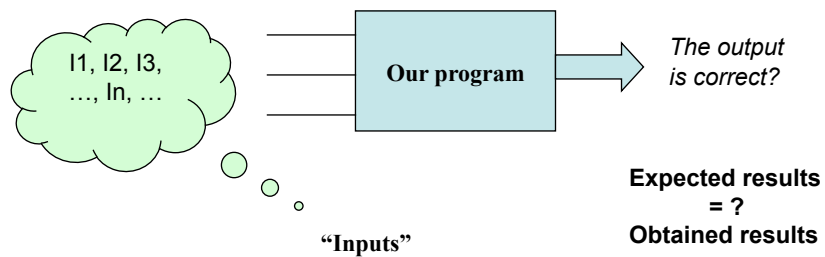 I1, I2, I3,
…, In, …
Our program
The output
is correct?
“Inputs”
Expected results
= ?
Obtained results